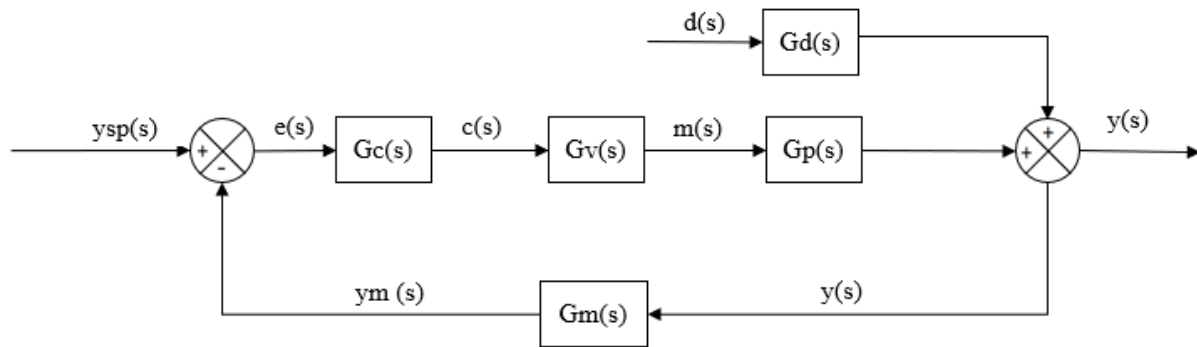 d(s)
Gd(s)
ysp(s)
+
-
e(s)
Gc(s)
c(s)
Gv(s)
m(s)
Gp(s)
+
+
y(s)
ym (s)
Gm(s)
y(s)